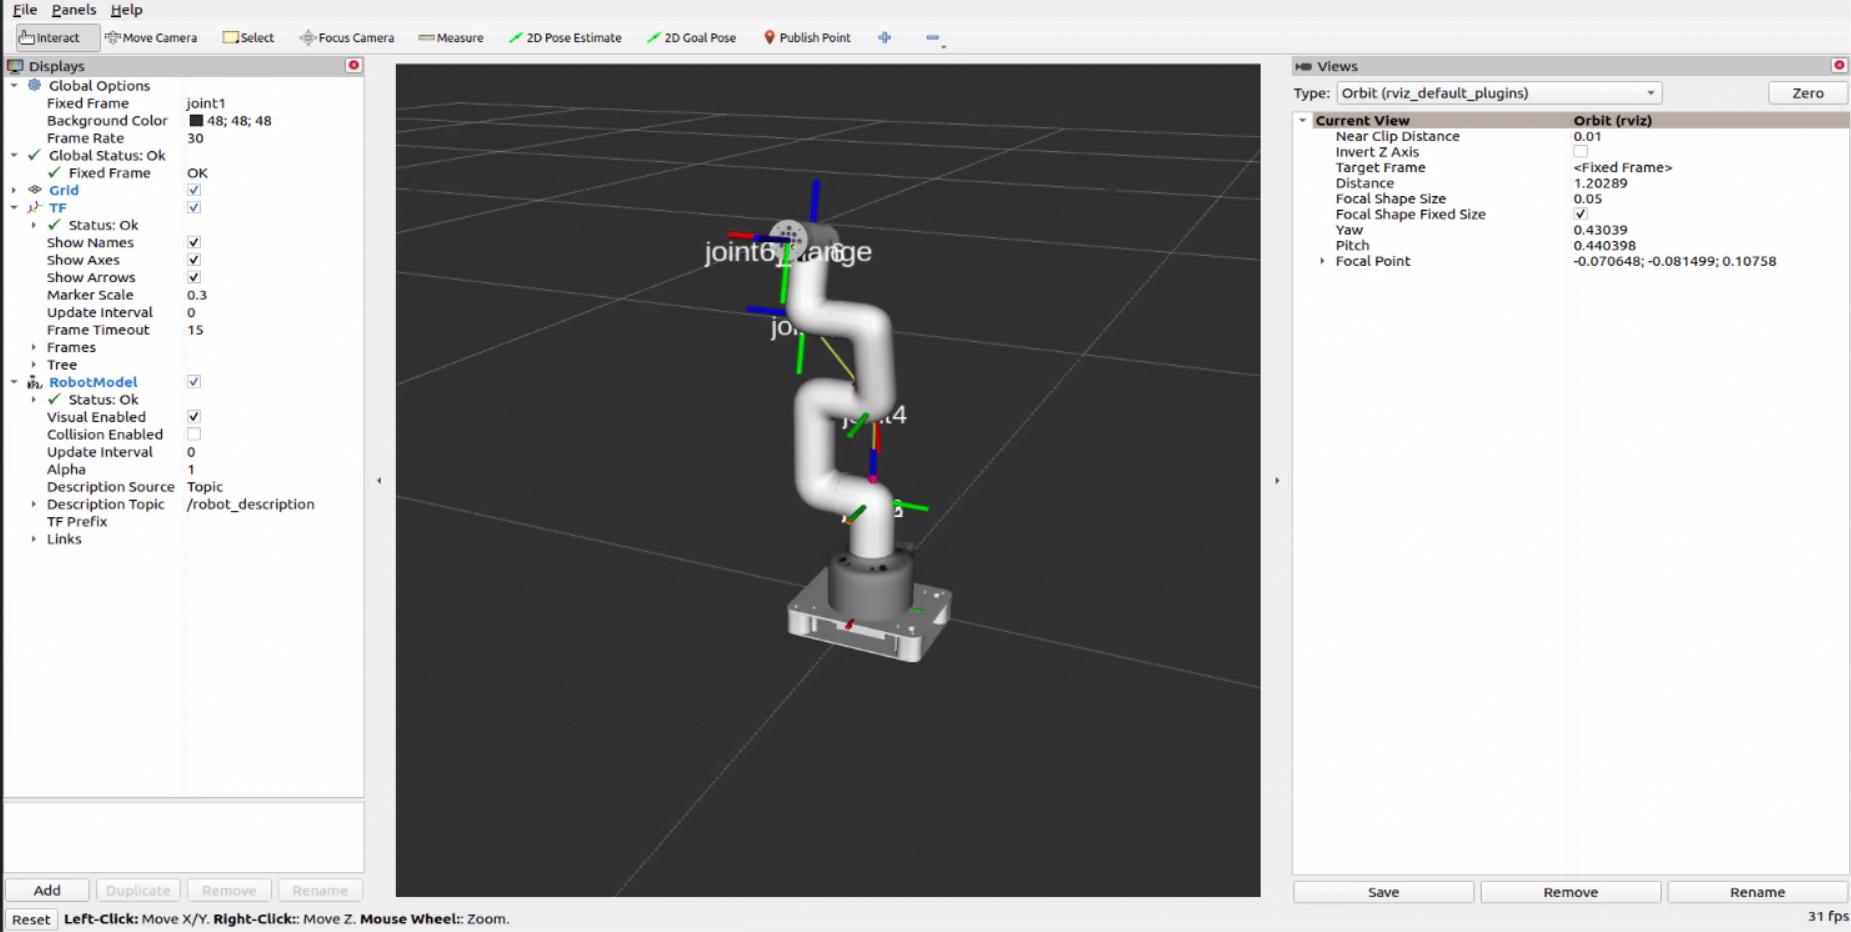 File Panels Help
Interact Move Camera Select Focus Camera Measure 2D Pose Estimate 2D Goal Pose Publish Point
Displays
Global Options
Fixed Frame joint1
Background Color 48; 48; 48
Frame Rate 30
Global Status: Ok
Fixed Frame OK
Grid
TF
Status: Ok
Show Names
Show Axes
Show Arrows
Marker Scale 0.3
Update Interval 0
Frame Timeout 15
Frames
Tree
RobotModel
Status: Ok
Visual Enabled
Collision Enabled
Update Interval 0
Alpha 1
Description Source Topic
Description Topic /robot_description
TF Prefix
Links
Add Duplicate Remove Rename
Reset Left-Click: Move X/Y. Right-Click:: Move Z. Mouse Wheel:: Zoom.
Views
Type: Orbit (rviz_default_plugins) Zero
Current View Orbit (rviz)
Near Clip Distance 0.01
Invert Z Axis
Target Frame <Fixed Frame>
Distance 1.20289
Focal Shape Size 0.05
Focal Shape Fixed Size
Yaw 0.43039
Pitch 0.440398
Focal Point -0.070648; -0.081499; 0.10758
Save Remove Rename
31 fps